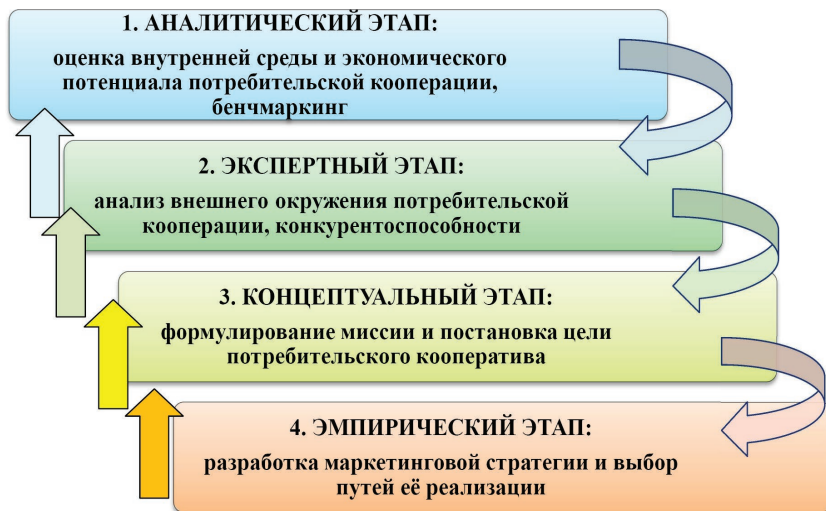 1. АНАЛИТИЧЕСКИЙ ЭТАП:
оценка внутренней среды и экономического
потенциала потребительской кооперации,
бенчмаркинг
2. ЭКСПЕРТНЫЙ ЭТАП:
анализ внешнего окружения потребительской
кооперации, конкурентоспособности
3. КОНЦЕПТУАЛЬНЫЙ ЭТАП:
формулирование миссии и постановка цели
потребительского кооператива
4. ЭМПИРИЧЕСКИЙ ЭТАП:
разработка маркетинговой стратегии и выбор
путей её реализации